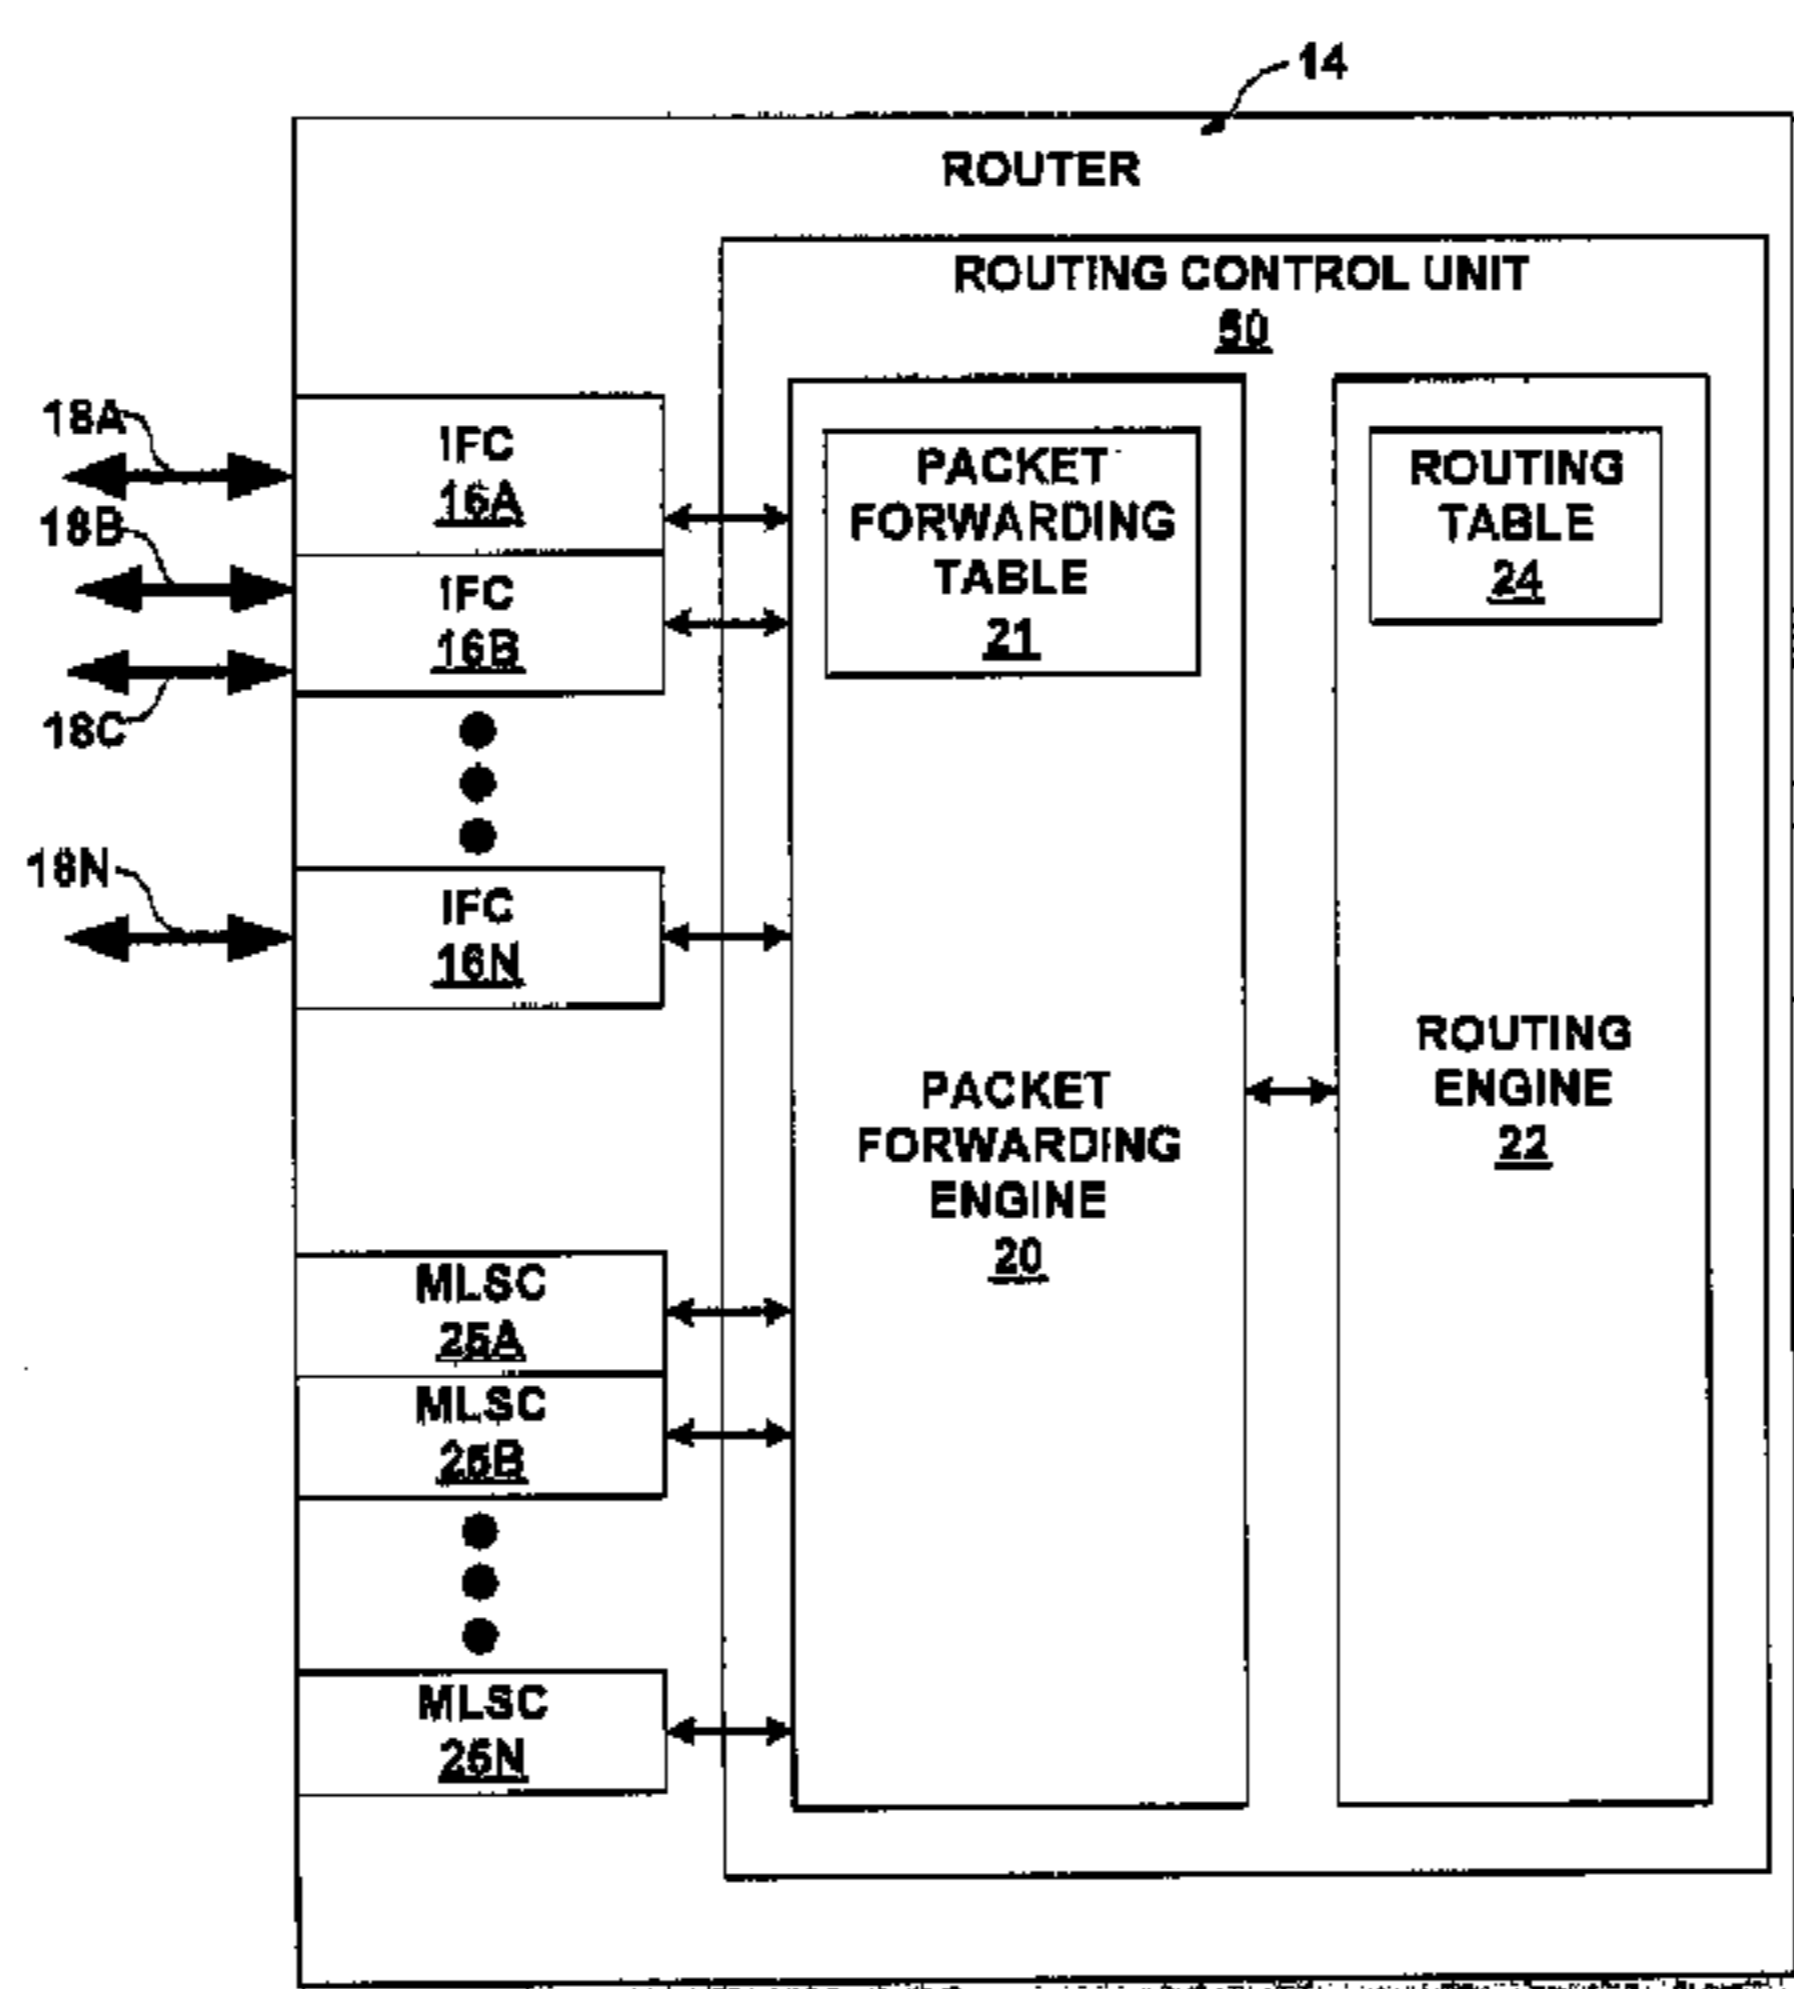 14
ROUTER
ROUTING CONTROL UNIT
50
18A
IFC
16A
18B
IFC
16B
18C
18N
IFC
16N
PACKET
FORWARDING
TABLE
21
ROUTING
TABLE
24
PACKET
FORWARDING
ENGINE
20
ROUTING
ENGINE
22
MLSC
25A
MLSC
25B
MLSC
25N